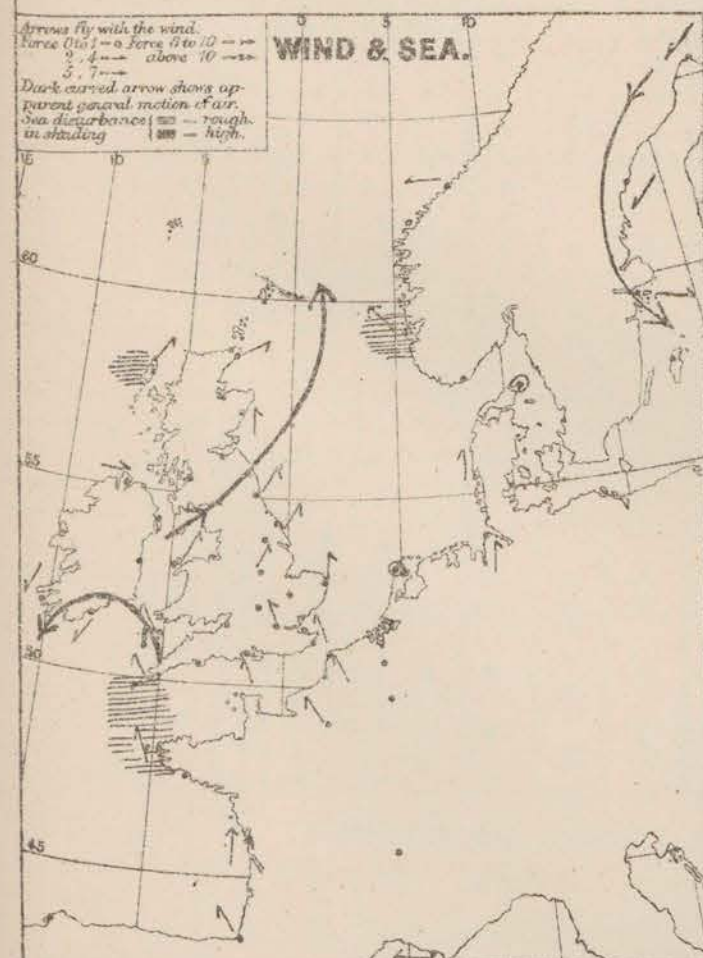 WIND & SEA.
Arrows fly with the wind.
Force 0 to 1 Force 8 to 10
2 . 4 above 10
5 . 7
Dark curved arrow shows ap-
parent general motion of air.
Sea disturbance rough.
in shading high.
0
5
10
15
10
5
60
55
50
45